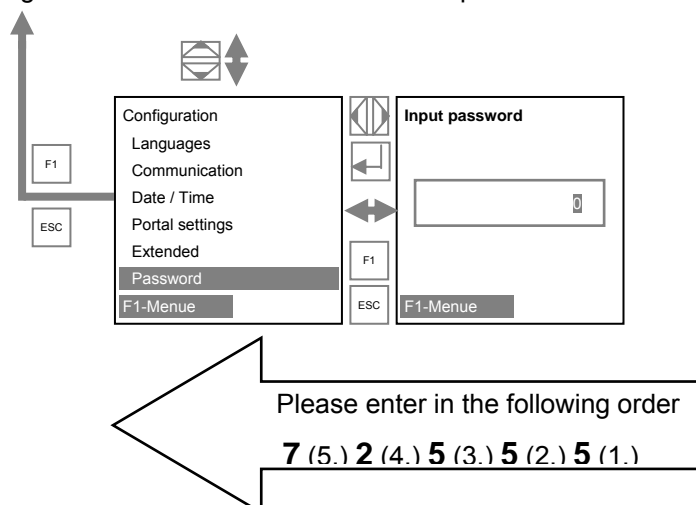 Configuration
Languages
Communication
Date / Time
Portal settings
Extended
Password
F1-Menue
F1
ESC
F1
ESC
Input password
0
F1-Menue
Please enter in the following order
7 (5.) 2 (4.) 5 (3.) 5 (2.) 5 (1.)